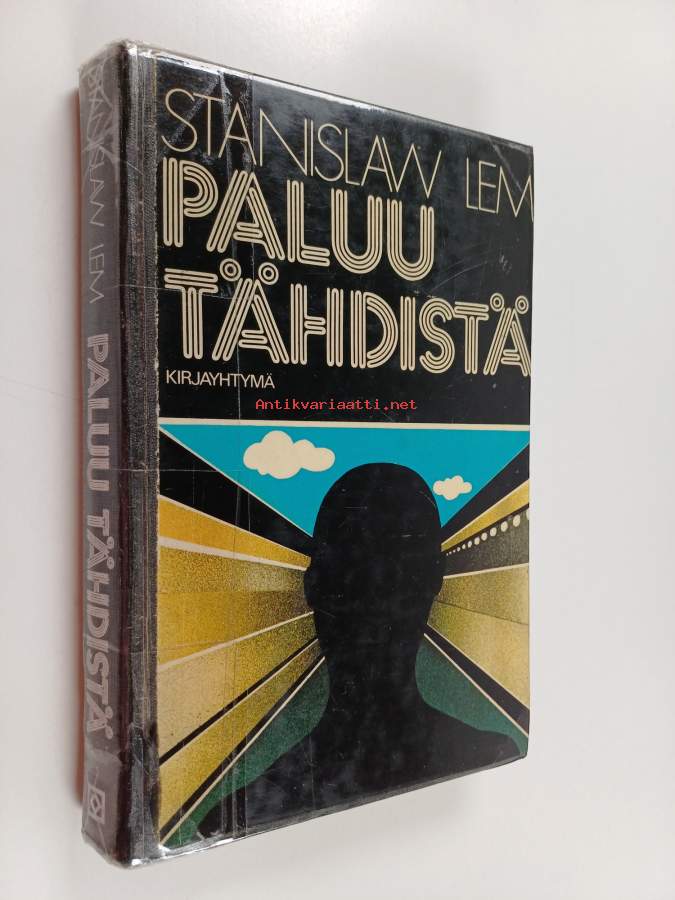 STANISLAW LEM
PALUU
TÄHDISTÄ
KIRJAYHTYMÄ
Antikvariaatti.net
STANISLAW LEM PALUU TÄHDISTÄ